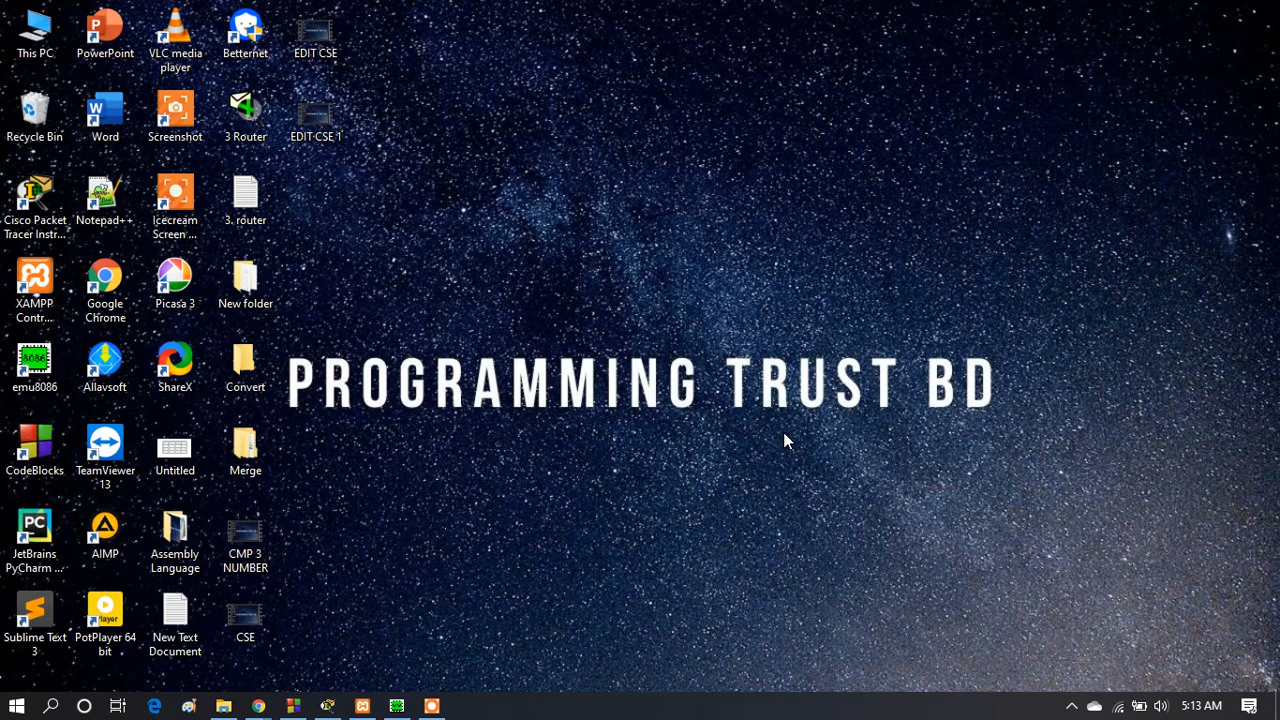 This PC
PowerPoint
VLC media
player
Betternet
EDIT CSE
Recycle Bin
Word
Screenshot
3 Router
EDIT CSE 1
Cisco Packet
Tracer Instr...
Notepad++
Icecream
Screen ...
3. router
XAMPP
Contr...
Google
Chrome
Picasa 3
New folder
8086
emu8086
Allavsoft
ShareX
Convert
PROGRAMMING TRUST BD
CodeBlocks
TeamViewer
13
Untitled
Merge
PC
JetBrains
PyCharm ...
AIMP
Assembly
Language
CMP 3
NUMBER
Sublime Text
3
Player
PotPlayer 64
bit
New Text
Document
CSE
5:13 AM